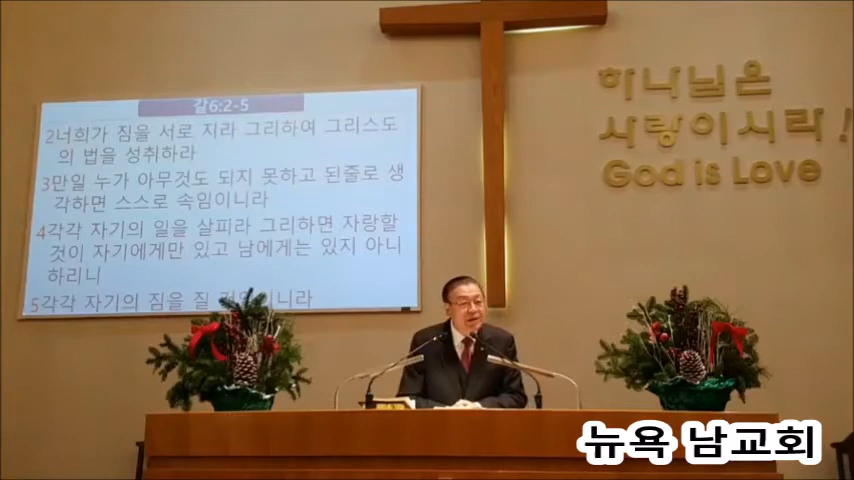 갈6:2-5
2너희가 짐을 서로 지라 그리하여 그리스도
의 법을 성취하라
3만일 누가 아무것도 되지 못하고 된줄로 생
각하면 스스로 속임이니라
4각각 자기의 일을 살피라 그리하면 자랑할
것이 자기에게만 있고 남에게는 있지 아니
하리니
5각각 자기의 짐을 질 것임이니라
하나님은
사랑이시라!
God is Love
뉴욕 남교회